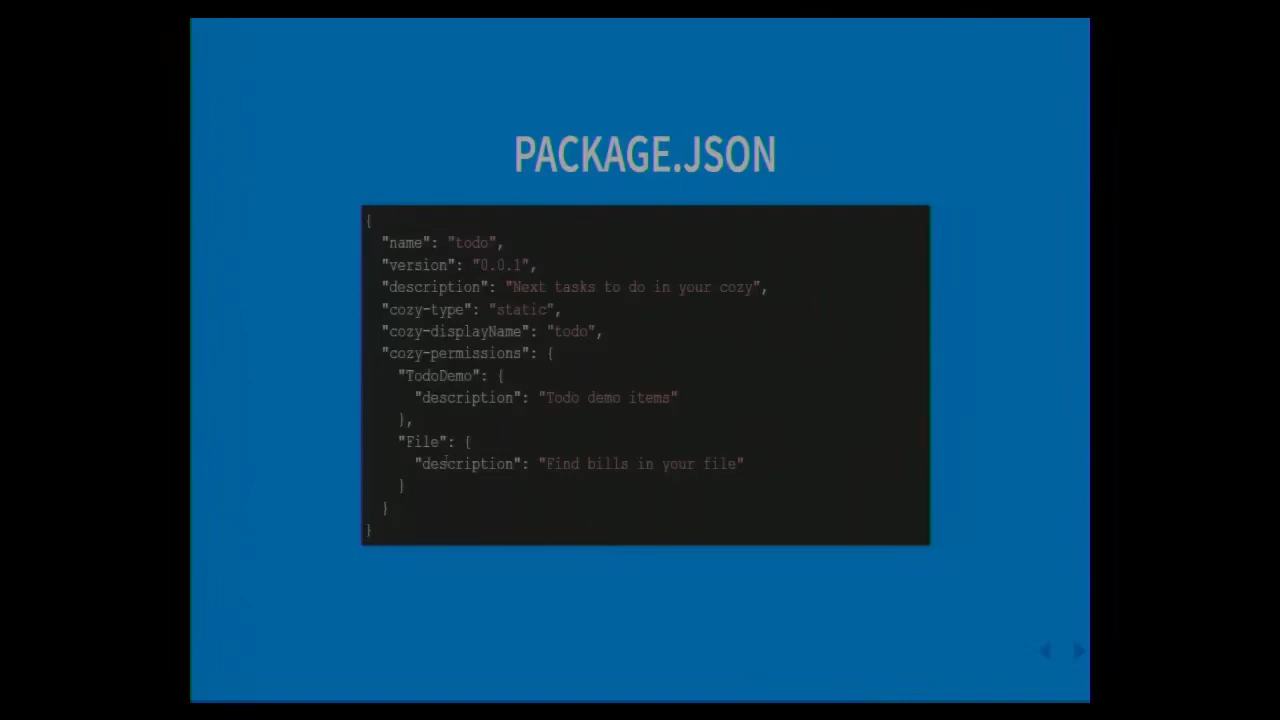 PACKAGE.JSON
{
"name": "todo",
"version": "0.0.1",
"description": "Next tasks to do in your cozy",
"cozy-type": "static",
"cozy-displayName": "todo",
"cozy-permissions": {
"TodoDemo": {
"description": "Todo demo items"
},
"File": {
"description": "Find bills in your file"
}
}
}